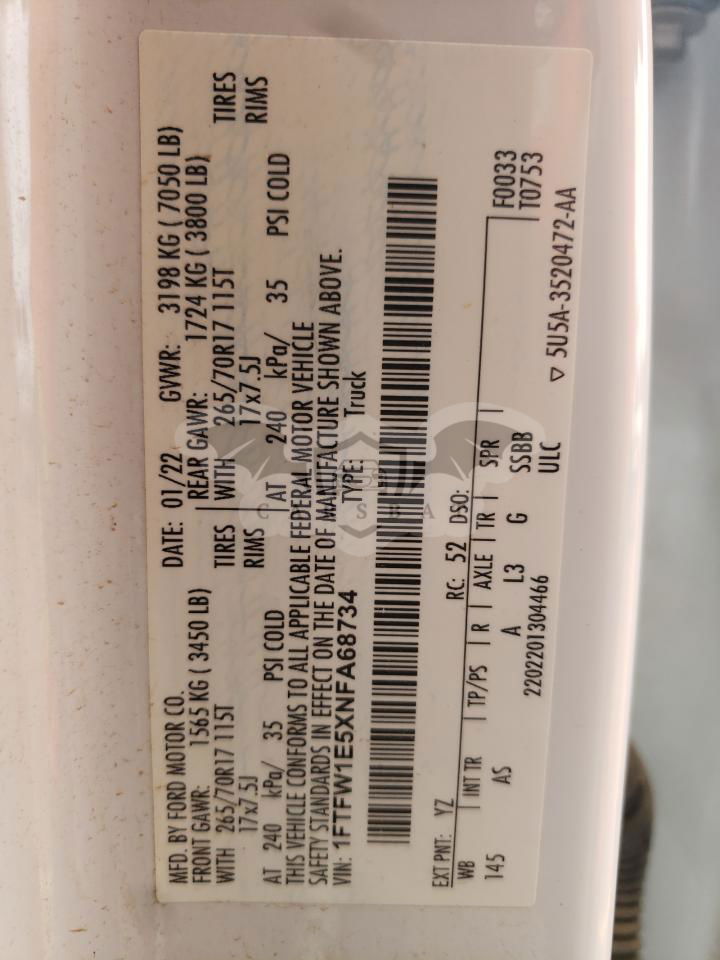 MFD. BY FORD MOTOR CO. DATE: 01/22 GVWR: 3198 KG ( 7050 LB)
FRONT GAWR: 1565 KG ( 3450 LB) REAR GAWR: 1724 KG ( 3800 LB)
WITH 265/70R17 115T TIRES WITH 265/70R17 115T TIRES
17x7.5J RIMS 17x7.5J RIMS
AT 240 kPa/ 35 PSI COLD AT 240 kPa/ 35 PSI COLD
THIS VEHICLE CONFORMS TO ALL APPLICABLE FEDERAL MOTOR VEHICLE
SAFETY STANDARDS IN EFFECT ON THE DATE OF MANUFACTURE SHOWN ABOVE.
VIN: 1FTFW1E5XNFA68734 TYPE: Truck
EXT PNT: YZ RC: 52 DSO: F0033
WB INT TR TP/PS R AXLE TR SPR T0753
145 AS A L3 G SSBB
2202201304466 ULC ▽ 5U5A-3520472-AA